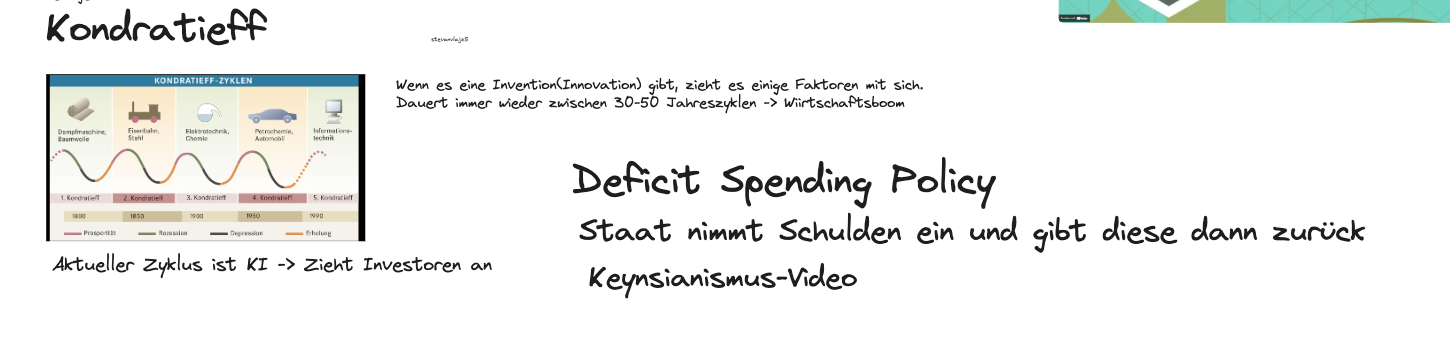 Kondratieff
stevanvlaje5
KONDRATIEFF-ZYKLEN
Dampfmaschine, Baumwolle
Eisenbahn, Stahl
Elektrotechnik, Chemie
Petrochemie, Automobil
Informations-technik
1. Kondratieff 2. Kondratieff 3. Kondratieff 4. Kondratieff 5. Kondratieff
1800 1850 1900 1950 1990
Prosperität Rezession Depression Erholung
Aktueller Zyklus ist KI -> Zieht Investoren an
Wenn es eine Invention(Innovation) gibt, zieht es einige Faktoren mit sich.
Dauert immer wieder zwischen 30-50 Jahreszyklen -> Wiirtschaftsboom
Deficit Spending Policy
Staat nimmt Schulden ein und gibt diese dann zurück
Keynsianismus-Video